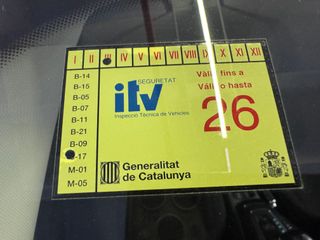 I II IV V VI VII VIII IX X XI XII
B-14
B-15
B-05
B-07
B-11
B-21
B-09
-17
M-01
M-05
SEGURETAT
itv
Inspecció Tècnica de Vehicles
Vàlid fins a
Válido hasta
26
Generalitat
de Catalunya